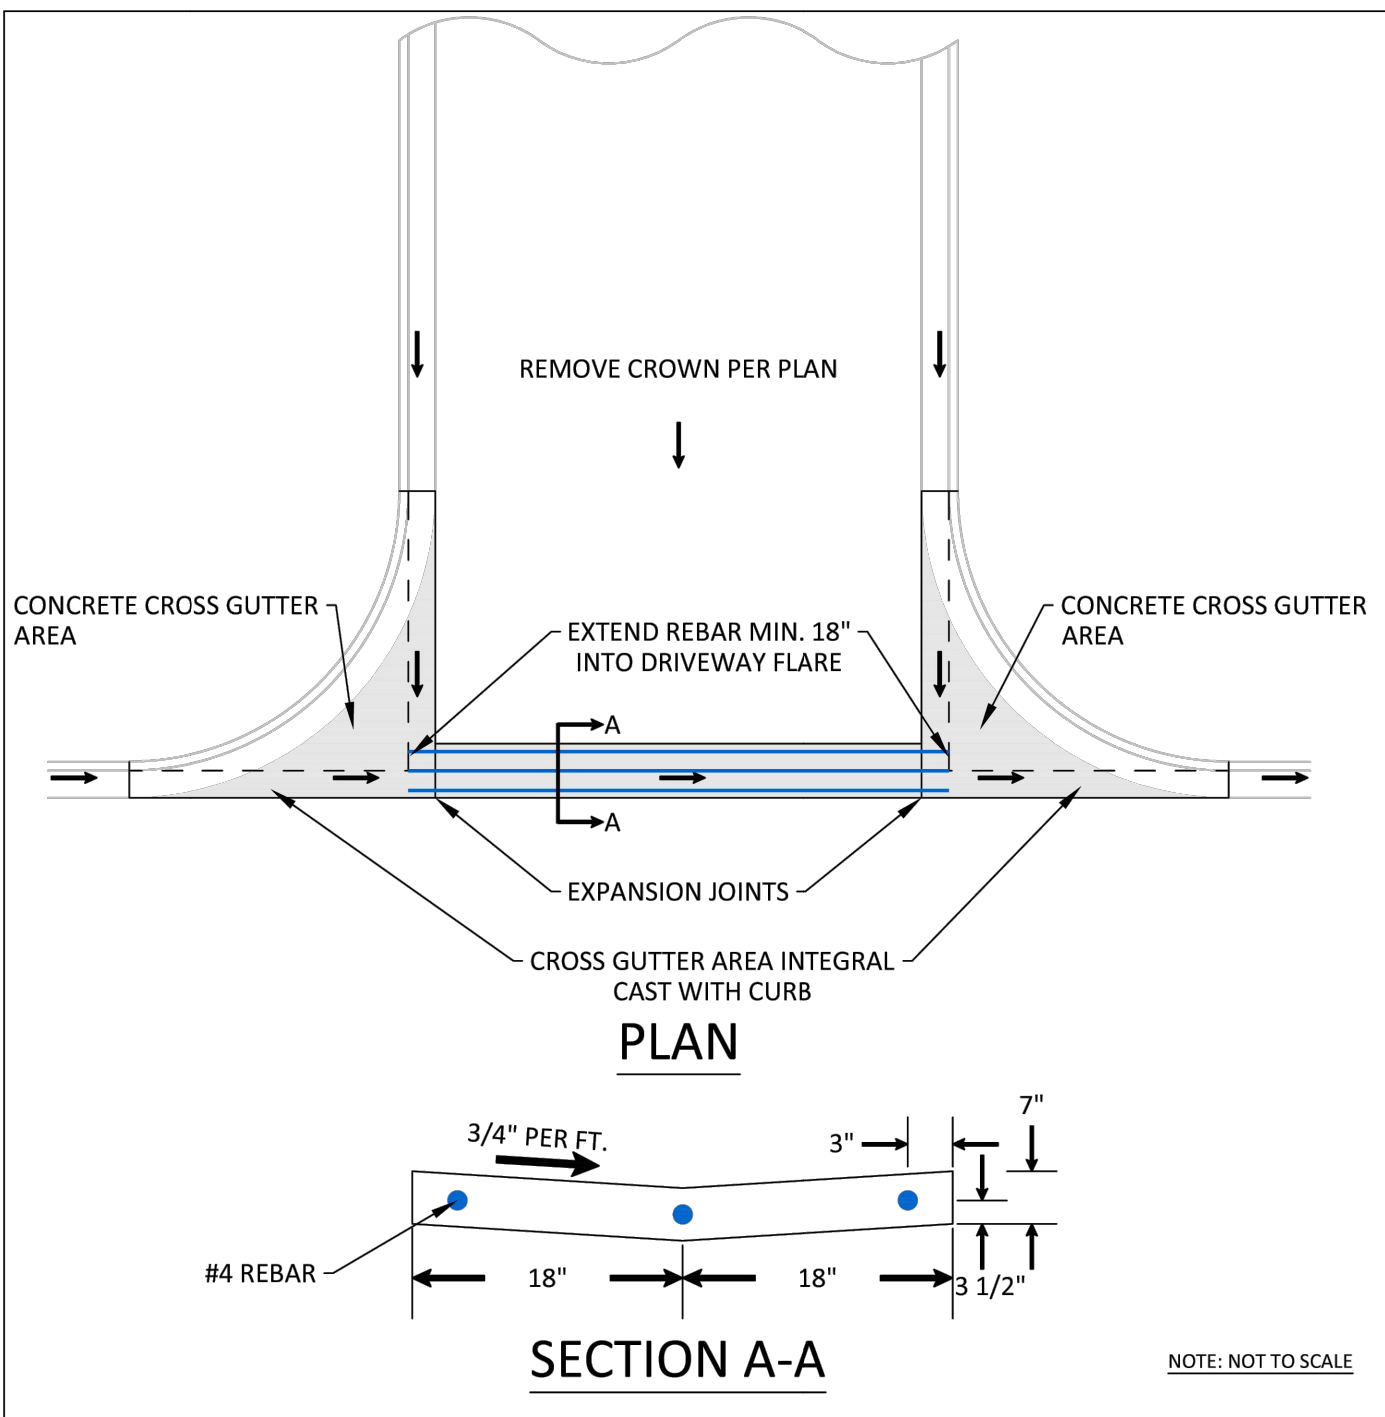 REMOVE CROWN PER PLAN
CONCRETE CROSS GUTTER
AREA
EXTEND REBAR MIN. 18"
INTO DRIVEWAY FLARE
CONCRETE CROSS GUTTER
AREA
A
A
EXPANSION JOINTS
CROSS GUTTER AREA INTEGRAL
CAST WITH CURB
PLAN
3/4" PER FT.
3"
7"
#4 REBAR
18"
18"
3 1/2"
SECTION A-A
NOTE: NOT TO SCALE